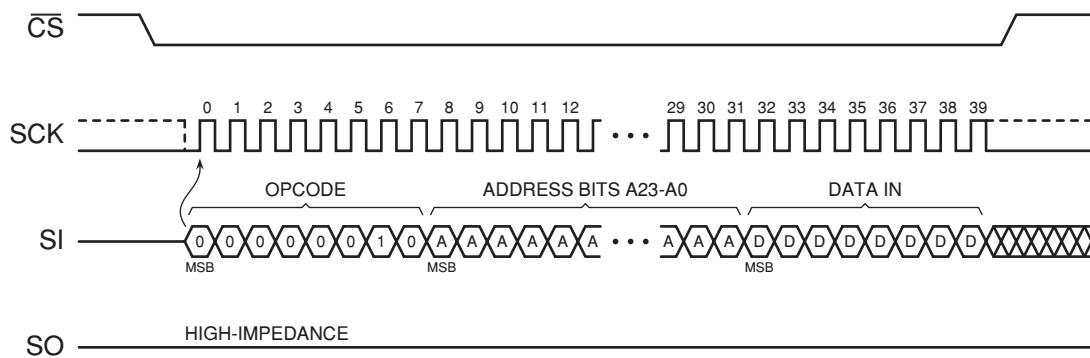 CS
SCK 0 1 2 3 4 5 6 7 8 9 10 11 12 29 30 31 32 33 34 35 36 37 38 39
OPCODE ADDRESS BITS A23-A0 DATA IN
SI 0 0 0 0 0 0 1 0 A A A A A A A A A D D D D D D D D
MSB MSB MSB
HIGH-IMPEDANCE
SO